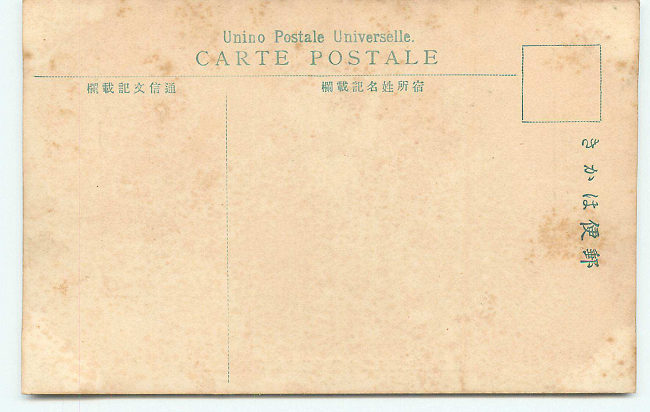 Unino Postale Universelle.
CARTE POSTALE
宿所姓名記載欄
通信文記載欄
郵便はかき